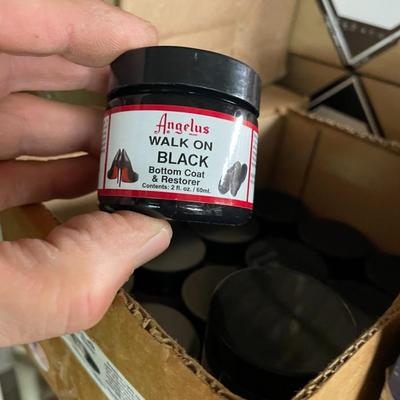 Angelus
WALK ON
BLACK
Bottom Coat
& Restorer
Contents: 2 fl. oz. / 60ml.